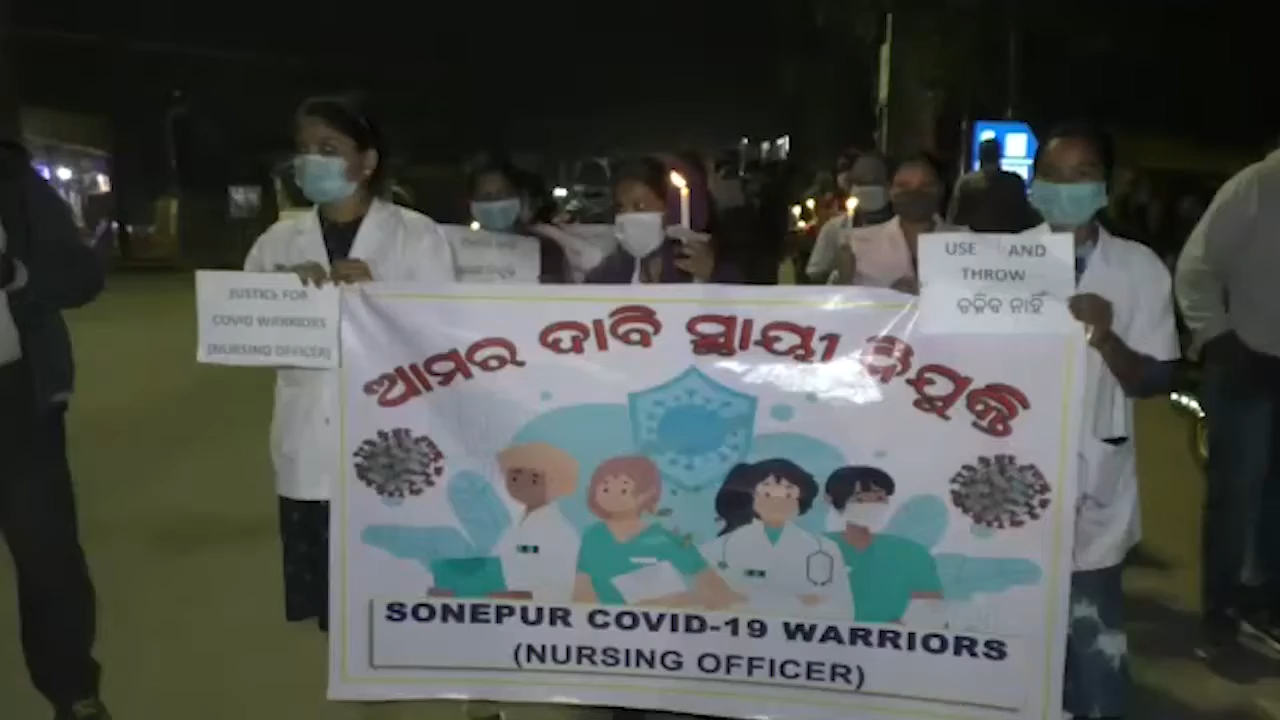 ଆମର ଦାବି ସ୍ଥାୟୀ ନିଯୁକ୍ତି
JUSTICE FOR
COVID WARRIORS
(NURSING OFFICER)
USE AND
THROW
ଚଳିବ ନାହିଁ
SONEPUR COVID-19 WARRIORS
(NURSING OFFICER)